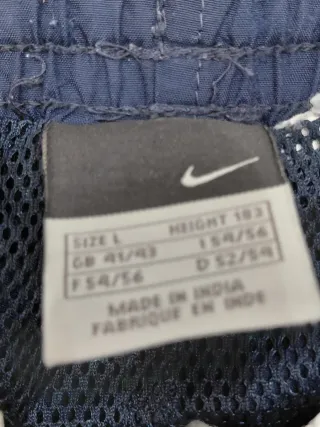 SIZE L HEIGHT 183
GB 41/43 I 54/56
F 54/56 D 52/54
MADE IN INDIA
FABRIQUE EN INDE